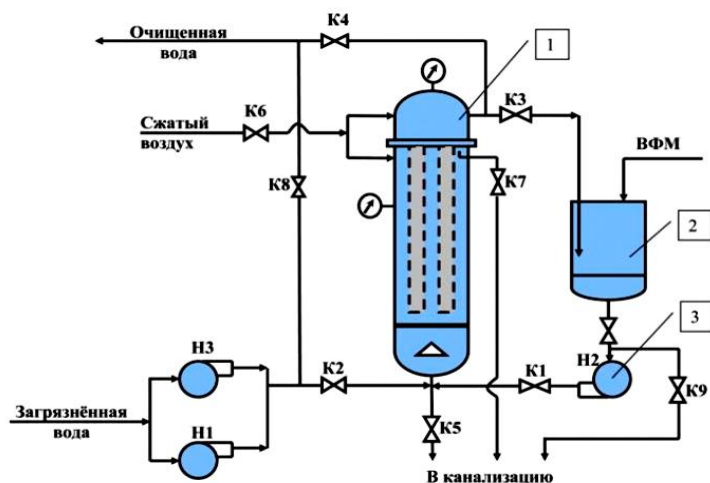 Очищенная
вода
К4
1
К3
К6
Сжатый
воздух
ВФМ
К7
К8
2
Н3
К2
К1
Н2
3
К9
Загрязнённая
вода
Н1
К5
В канализацию